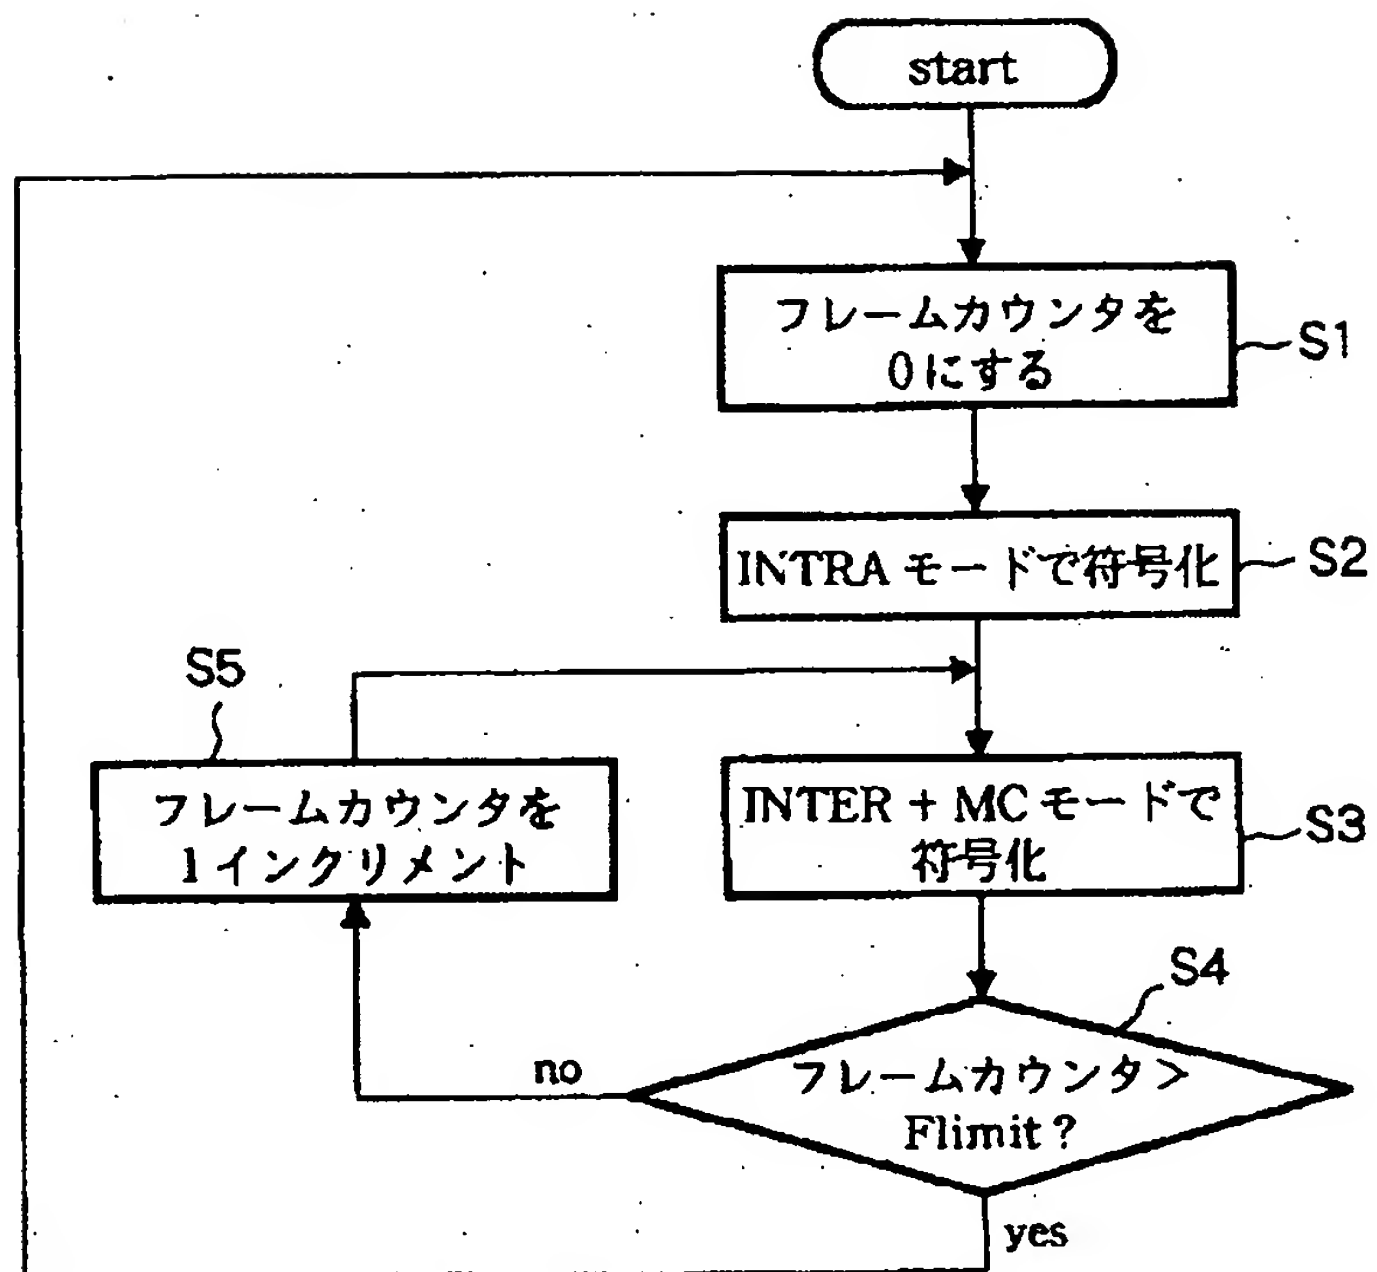 start
フレームカウンタを
0にする
S1
INTRA モードで符号化
S2
S5
フレームカウンタを
1インクリメント
INTER + MC モードで
符号化
S3
S4
no
フレームカウンタ >
Flimit ?
yes